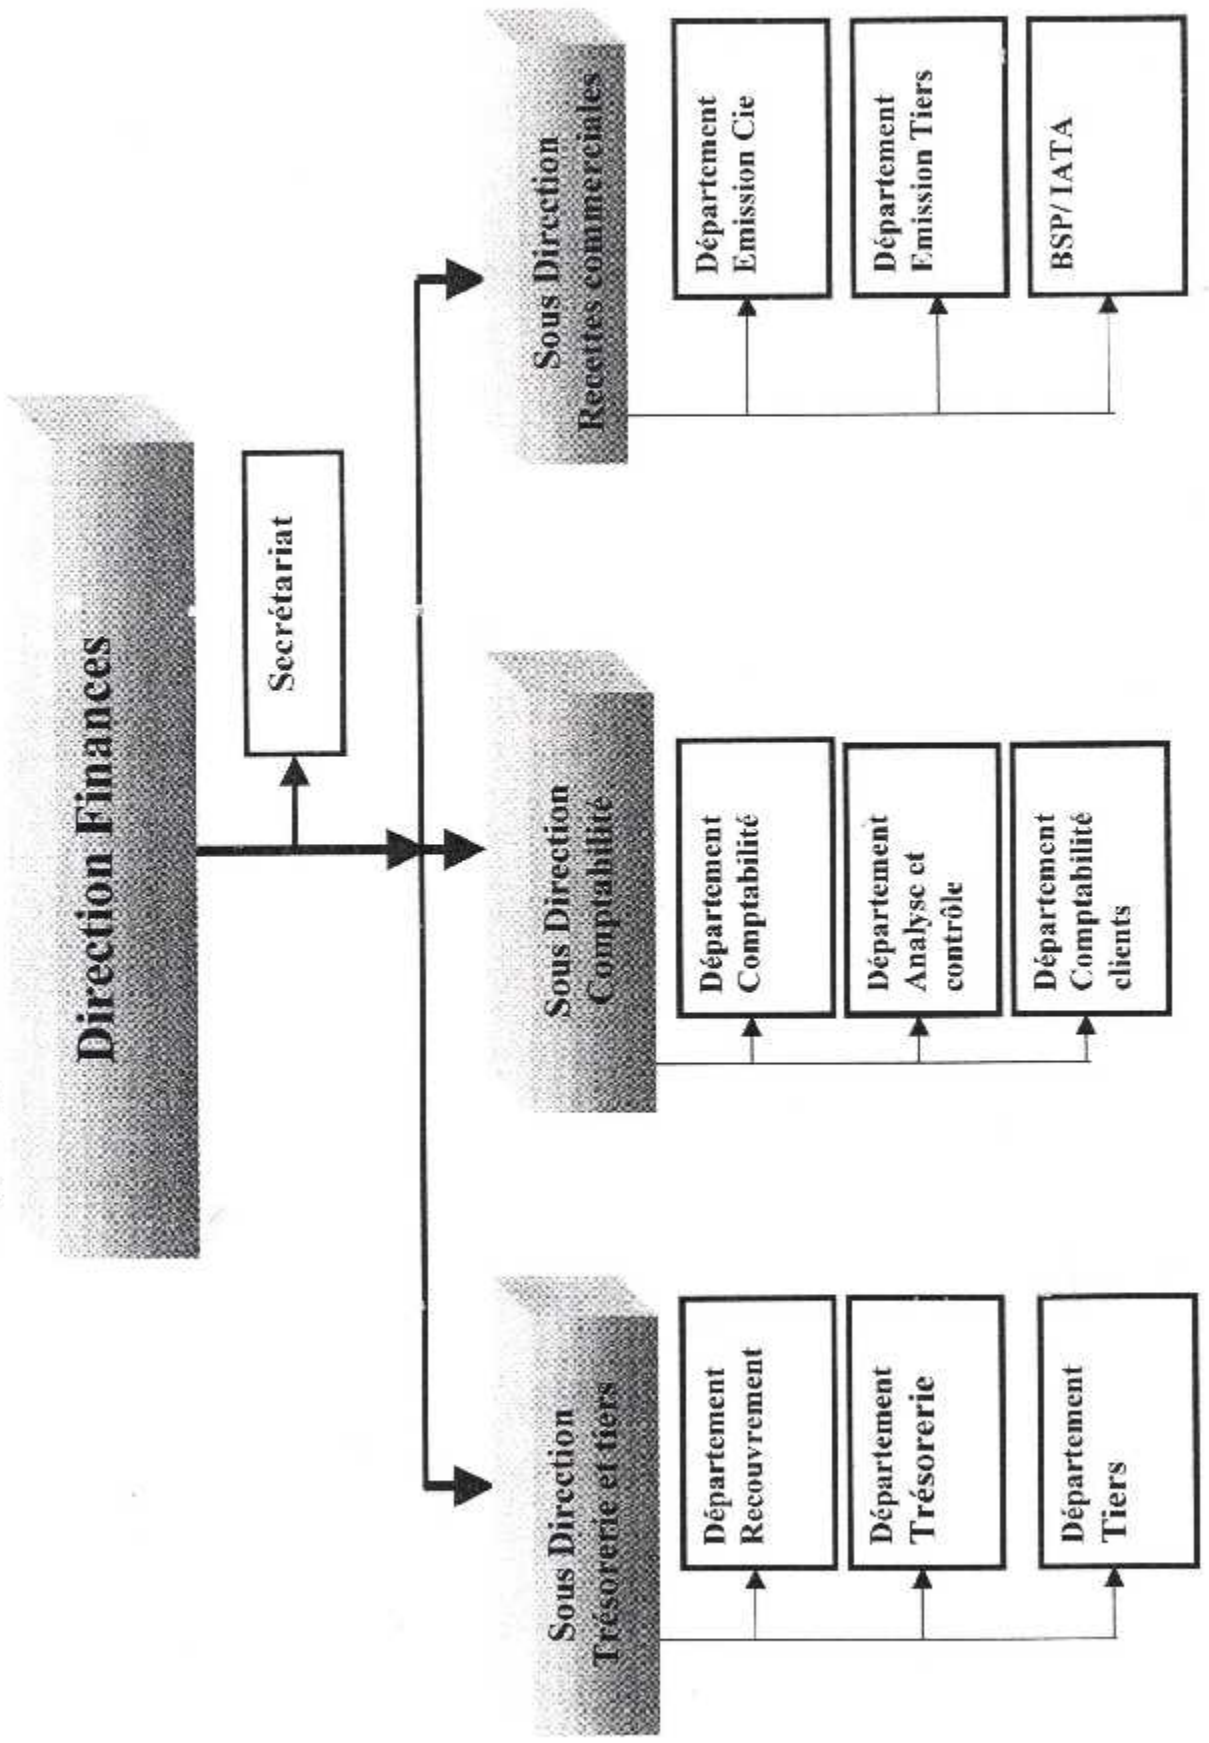 Direction Finances
Secrétariat
Sous Direction
Trésorerie et tiers
Département
Recouvrement
Département
Trésorerie
Département
Tiers
Sous Direction
Comptabilité
Département
Comptabilité
Département
Analyse et
contrôle
Département
Comptabilité
clients
Sous Direction
Recettes commerciales
Département
Emission Cie
Département
Emission Tiers
BSP/ IATA